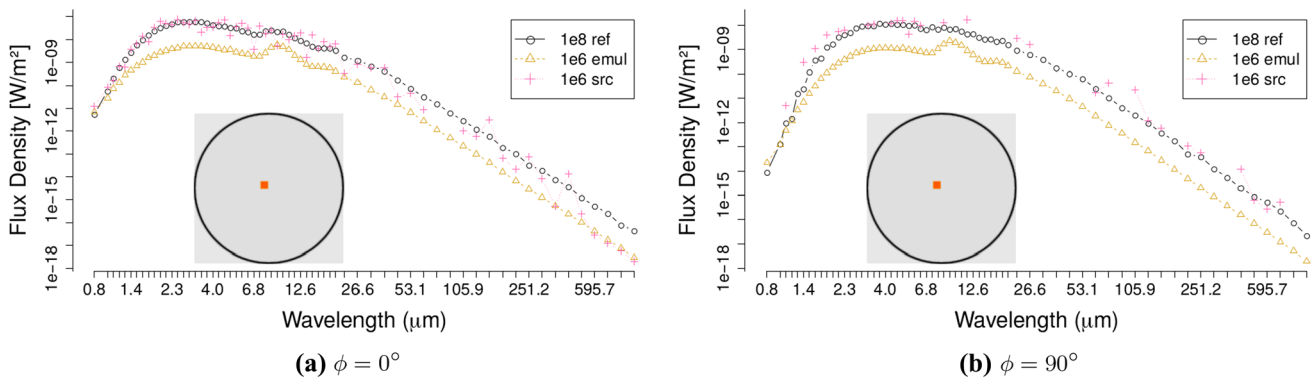 Flux Density [W/m²]
1e-18 1e-15 1e-12 1e-09
1e8 ref
1e6 emul
1e6 src
0.8 1.4 2.3 4.0 6.8 12.6 26.6 53.1 105.9 251.2 595.7
Wavelength (μm)
(a) ϕ = 0°
Flux Density [W/m²]
1e-18 1e-15 1e-12 1e-09
1e8 ref
1e6 emul
1e6 src
0.8 1.4 2.3 4.0 6.8 12.6 26.6 53.1 105.9 251.2 595.7
Wavelength (μm)
(b) ϕ = 90°